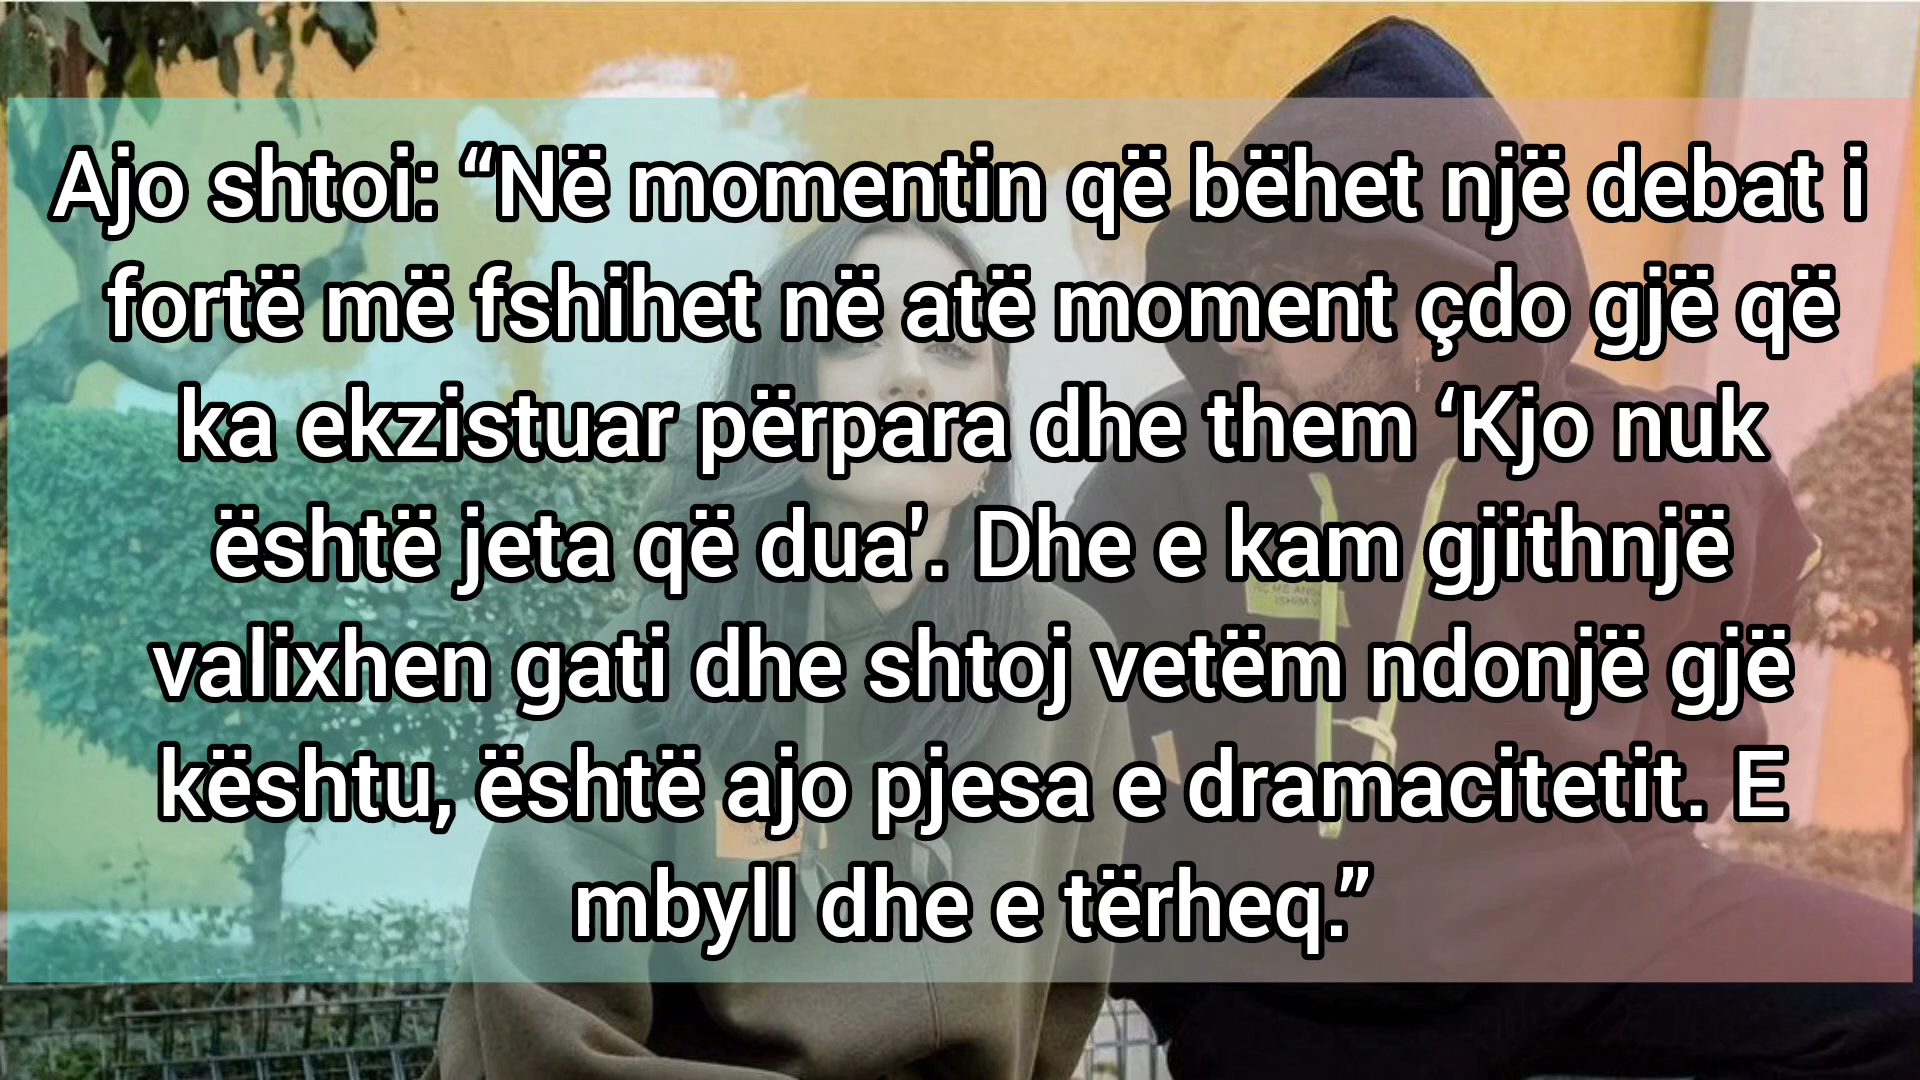 Ajo shtoi: “Në momentin që bëhet një debat i
fortë më fshihet në atë moment çdo gjë që
ka ekzistuar përpara dhe them ‘Kjo nuk
është jeta që dua’. Dhe e kam gjithnjë
valixhen gati dhe shtoj vetëm ndonjë gjë
kështu, është ajo pjesa e dramacitetit. E
mbyll dhe e tërheq.”